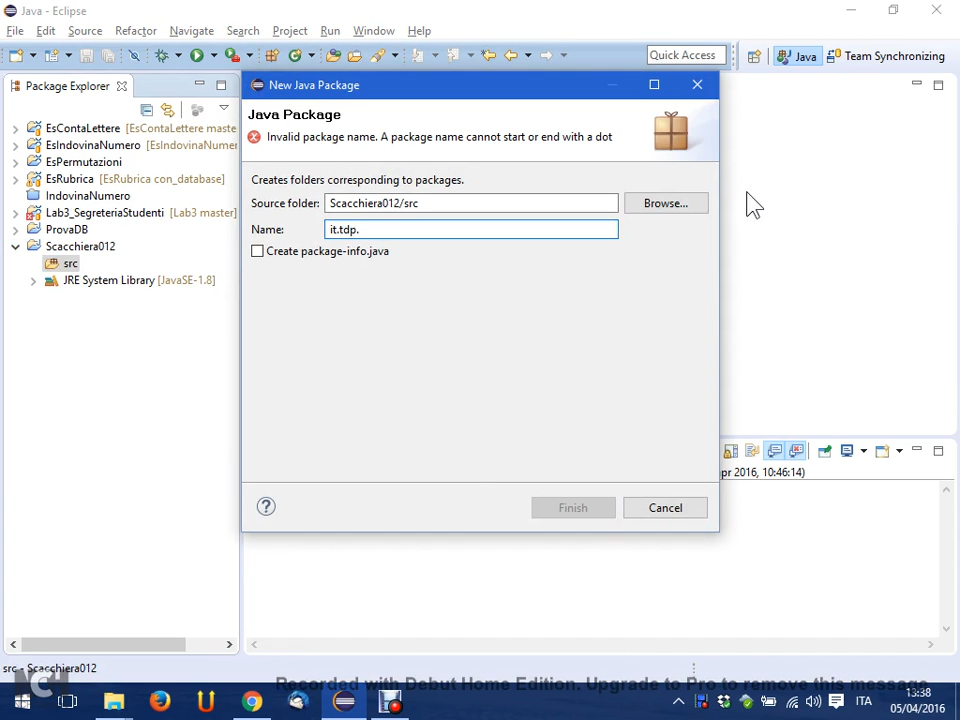 Java - Eclipse
File Edit Source Refactor Navigate Search Project Run Window Help
Quick Access
Java
Team Synchronizing
Package Explorer
EsContaLettere [EsContaLettere maste
EsIndovinaNumero [EsIndovinaNume
EsPermutazioni
EsRubrica [EsRubrica con_database]
IndovinaNumero
Lab3_SegreteriaStudenti [Lab3 master]
ProvaDB
Scacchiera012
src
JRE System Library [JavaSE-1.8]
New Java Package
Java Package
Invalid package name. A package name cannot start or end with a dot
Creates folders corresponding to packages.
Source folder: Scacchiera012/src Browse...
Name: it.tdp.
Create package-info.java
Finish Cancel
pr 2016, 10:46:14)
src - Scacchiera012
NCH
Recorded with Debut Home Edition. Upgrade to Pro to remove this message
ITA
13:38
05/04/2016